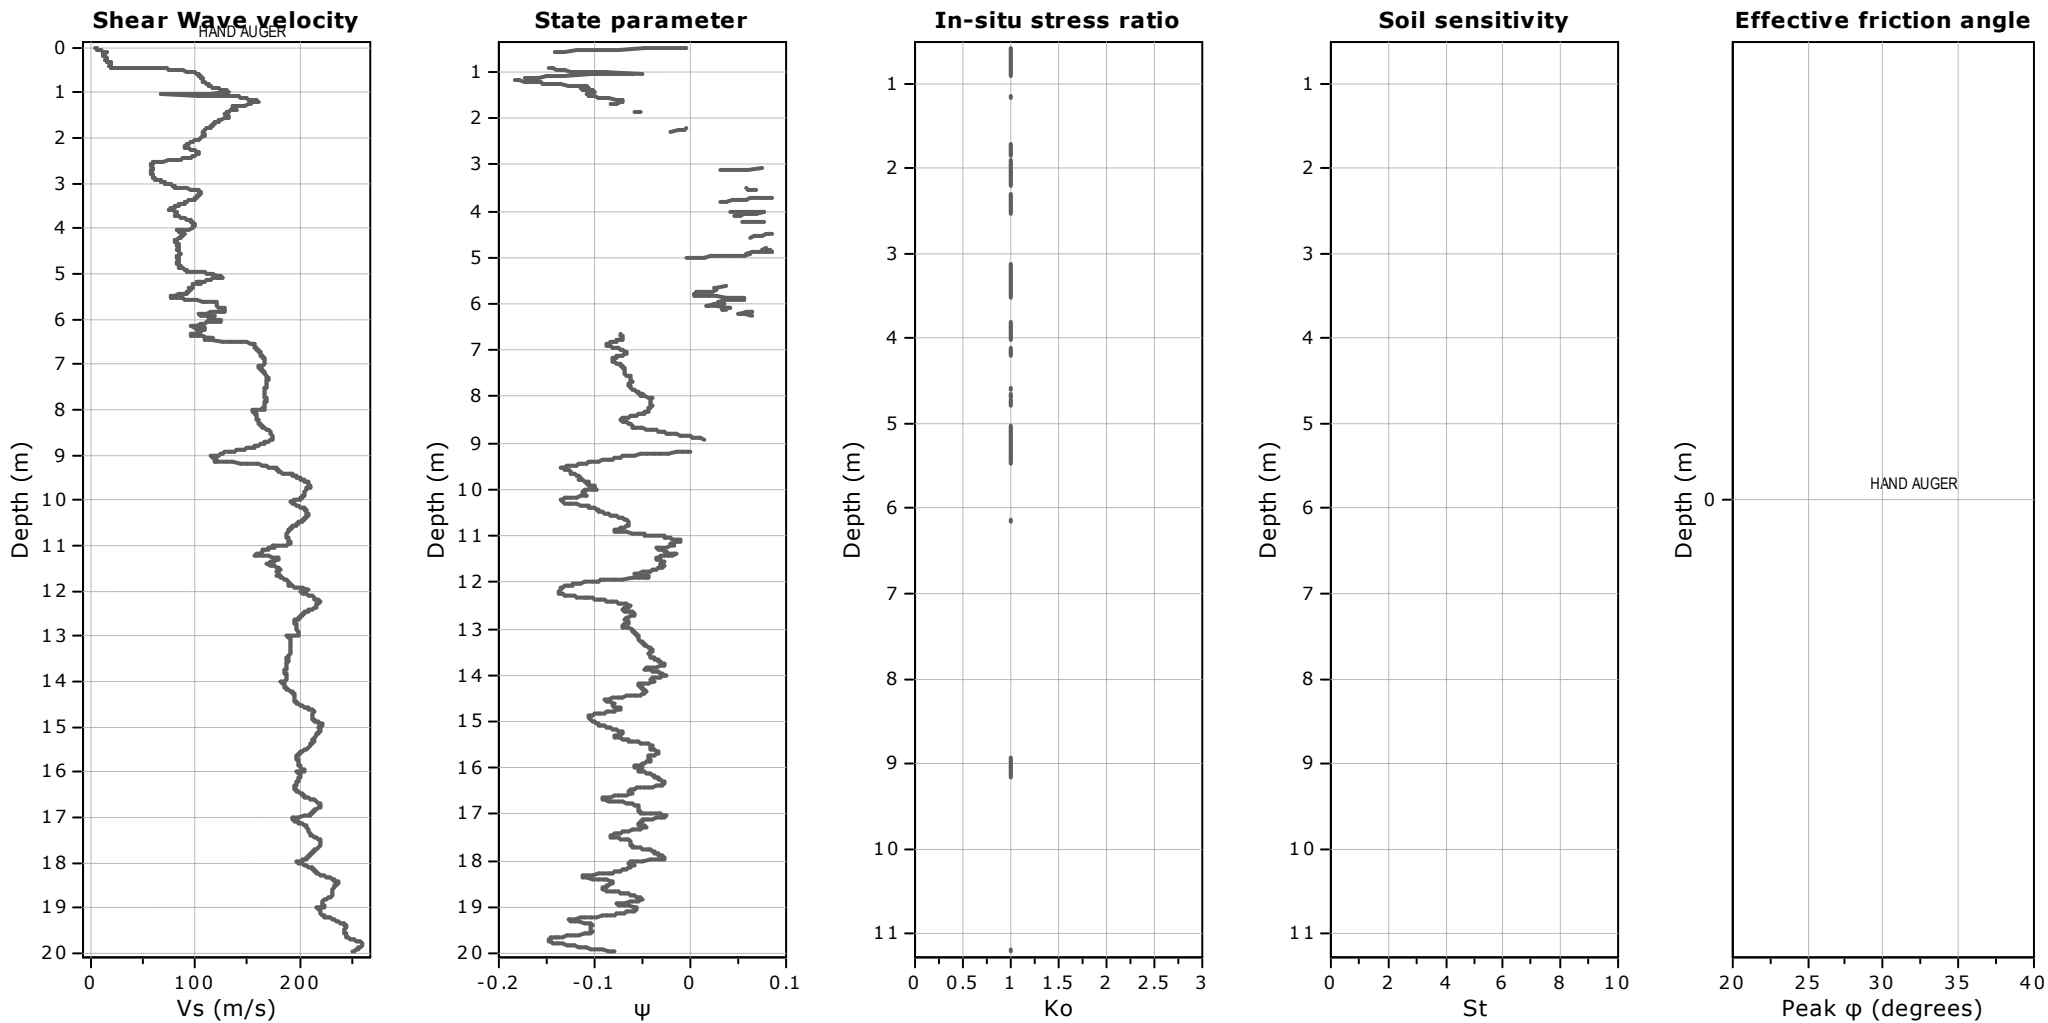 Shear Wave velocity
HAND AUGER
0
1
2
3
4
5
6
7
8
9
10
11
12
13
14
15
16
17
18
19
20
Depth (m)
0 100 200
Vs (m/s)
State parameter
1
2
3
4
5
6
7
8
9
10
11
12
13
14
15
16
17
18
19
20
Depth (m)
-0.2 -0.1 0 0.1
ψ
In-situ stress ratio
1
2
3
4
5
6
7
8
9
10
11
Depth (m)
0 0.5 1 1.5 2 2.5 3
Ko
Soil sensitivity
1
2
3
4
5
6
7
8
9
10
11
Depth (m)
0 2 4 6 8 10
St
Effective friction angle
HAND AUGER
0
Depth (m)
20 25 30 35 40
Peak φ (degrees)